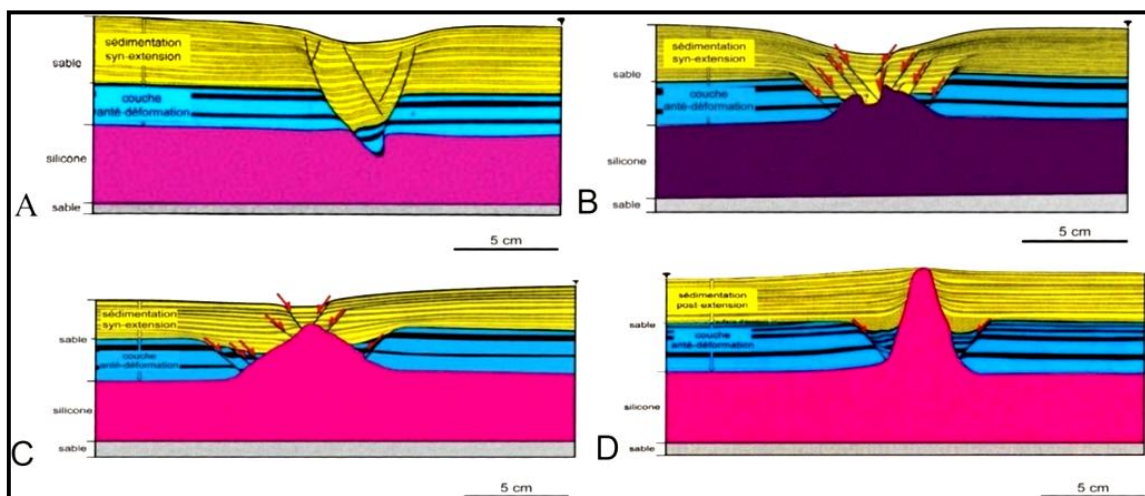 sédimentation
syn-extension
sable
couche
anté-déformation
silicone
sable
A
5 cm
sédimentation
syn-extension
sable
couche
anté-déformation
silicone
sable
B
5 cm
sédimentation
syn-extension
sable
couche
anté-déformation
silicone
sable
C
5 cm
sédimentation
post extension
sable
couche
anté-déformation
silicone
sable
D
5 cm